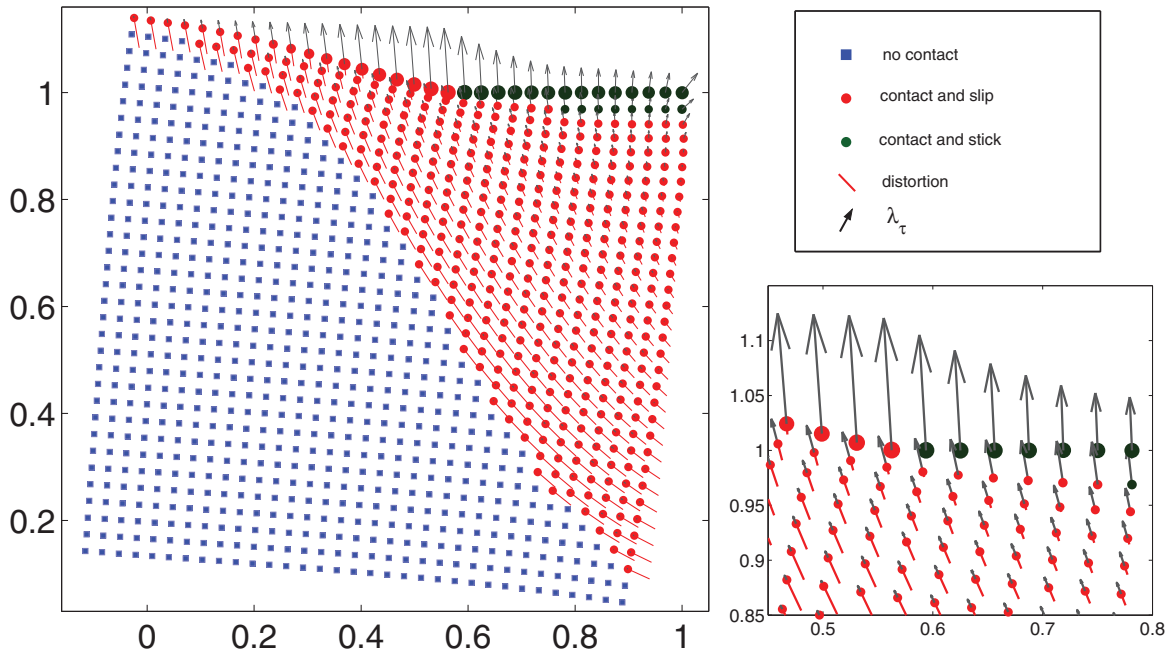 1
0.8
0.6
0.4
0.2
0 0.2 0.4 0.6 0.8 1
no contact
contact and slip
contact and stick
distortion
λτ
1.1
1.05
1
0.95
0.9
0.85
0.5 0.6 0.7 0.8